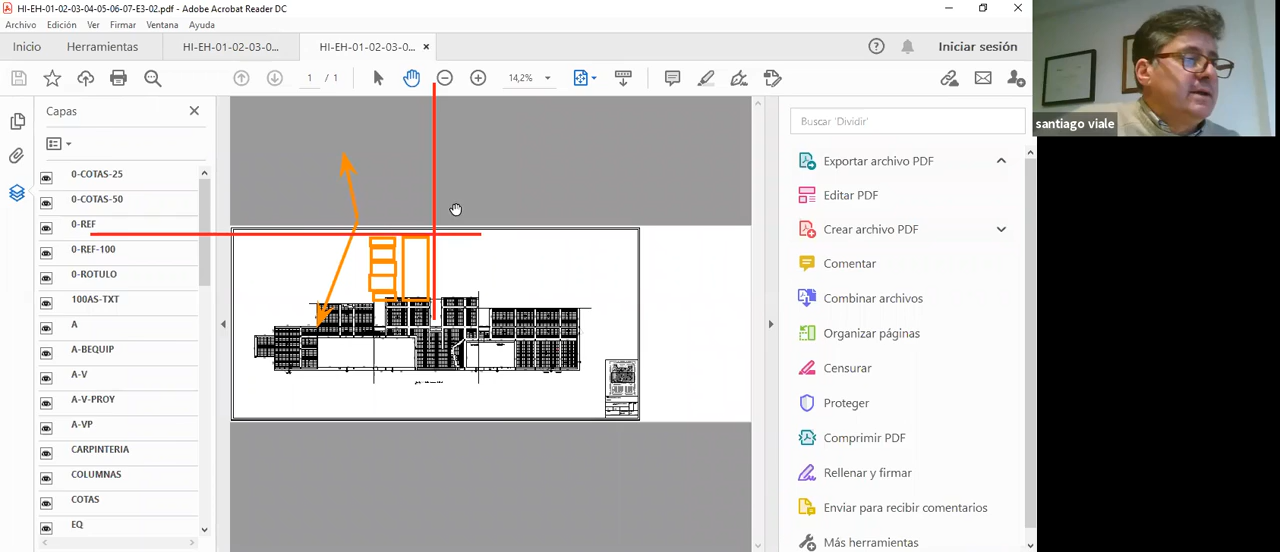 HI-EH-01-02-03-04-05-06-07-E3-02.pdf - Adobe Acrobat Reader DC
Archivo Edición Ver Firmar Ventana Ayuda
Inicio Herramientas HI-EH-01-02-03-0... HI-EH-01-02-03-0... × Iniciar sesión
1 / 1 14,2%
Capas
0-COTAS-25
0-COTAS-50
0-REF
0-REF-100
0-ROTULO
100AS-TXT
A
A-BEQUIP
A-V
A-V-PROY
A-VP
CARPINTERIA
COLUMNAS
COTAS
EQ
Buscar 'Dividir'
Exportar archivo PDF
Editar PDF
Crear archivo PDF
Comentar
Combinar archivos
Organizar páginas
Censurar
Proteger
Comprimir PDF
Rellenar y firmar
Enviar para recibir comentarios
Más herramientas
santiago viale